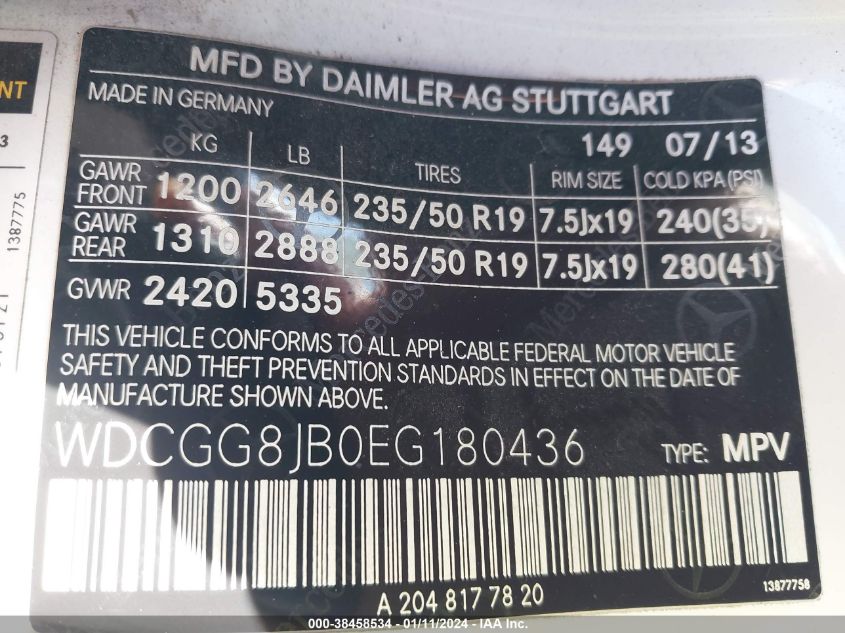 MFD BY DAIMLER AG STUTTGART
MADE IN GERMANY
149 07/13
KG LB TIRES RIM SIZE COLD KPA(PSI)
GAWR FRONT 1200 2646 235/50 R19 7.5Jx19 240(35)
GAWR REAR 1310 2888 235/50 R19 7.5Jx19 280(41)
GVWR 2420 5335
THIS VEHICLE CONFORMS TO ALL APPLICABLE FEDERAL MOTOR VEHICLE
SAFETY AND THEFT PREVENTION STANDARDS IN EFFECT ON THE DATE OF
MANUFACTURE SHOWN ABOVE.
WDCGG8JB0EG180436 TYPE: MPV
13877758
A 204 817 78 20
1387775
000-38458534 - 01/11/2024 - IAA Inc.